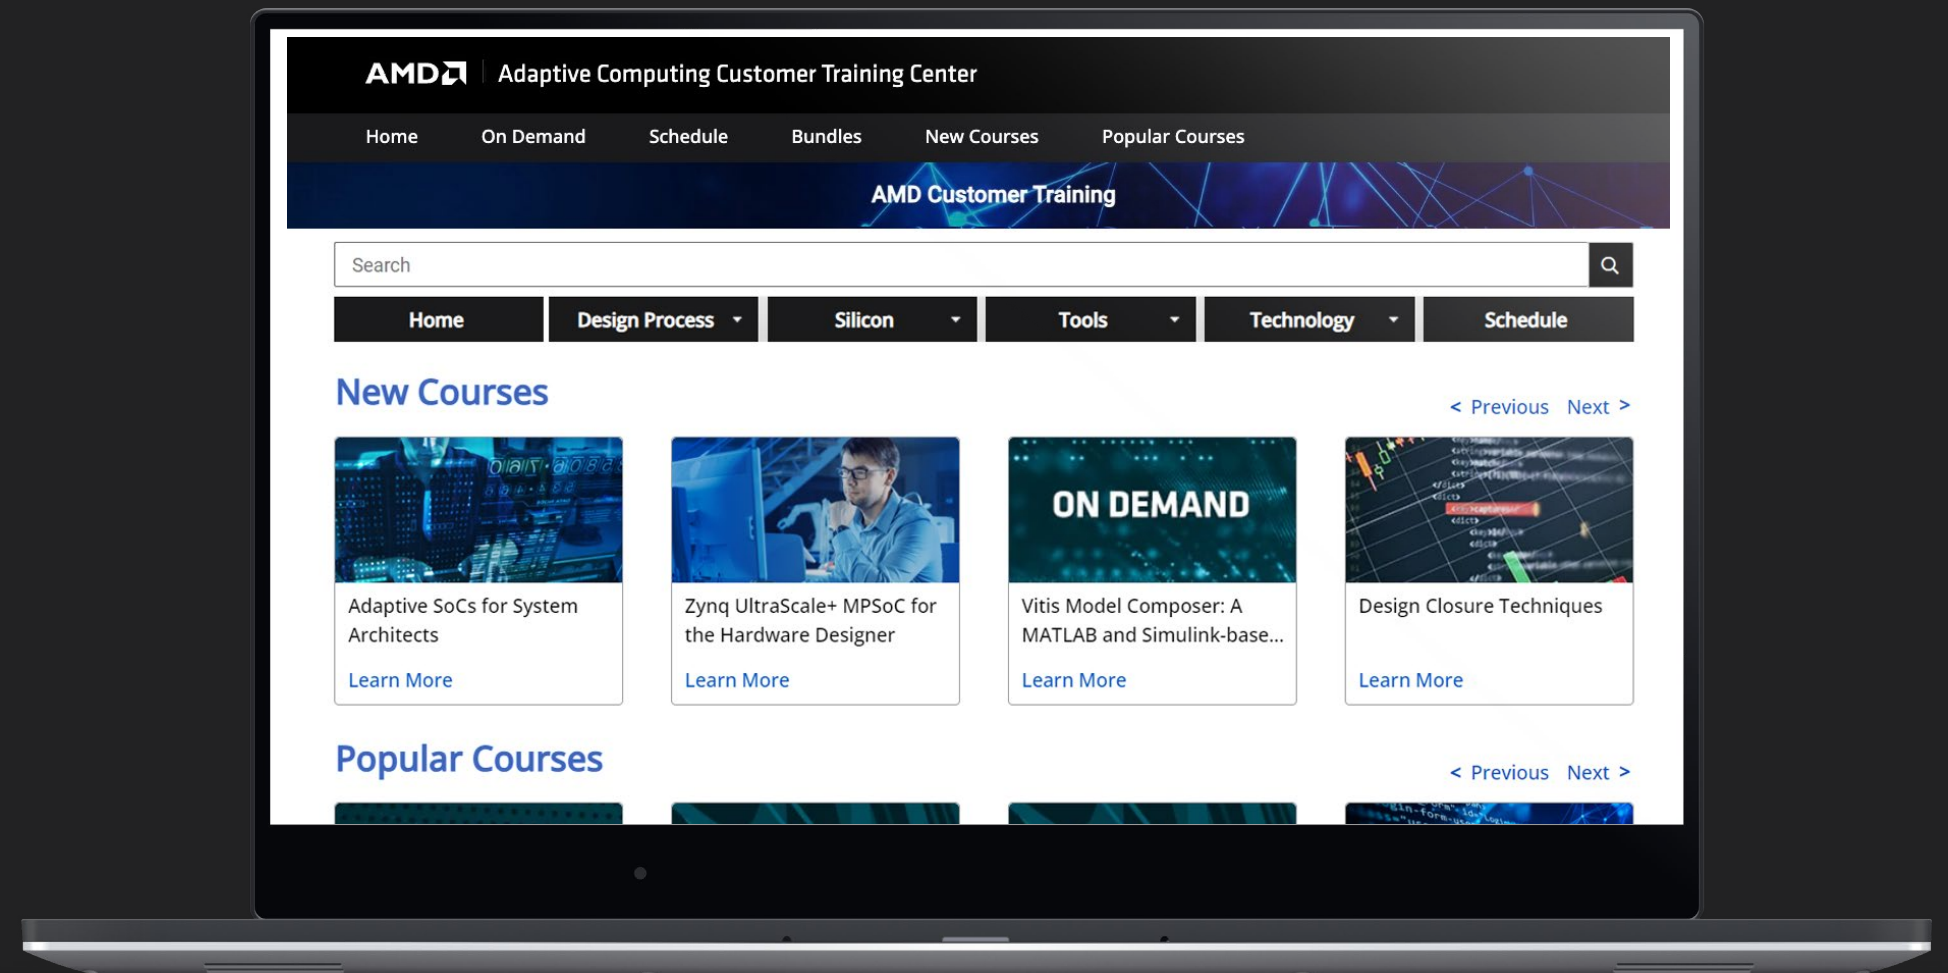 AMD
Adaptive Computing Customer Training Center
Home On Demand Schedule Bundles New Courses Popular Courses
AMD Customer Training
Search
Home Design Process Silicon Tools Technology Schedule
New Courses
< Previous Next >
ON DEMAND
Adaptive SoCs for System
Architects
Learn More
Zynq UltraScale+ MPSoC for
the Hardware Designer
Learn More
Vitis Model Composer: A
MATLAB and Simulink-base...
Learn More
Design Closure Techniques
Learn More
Popular Courses
< Previous Next >